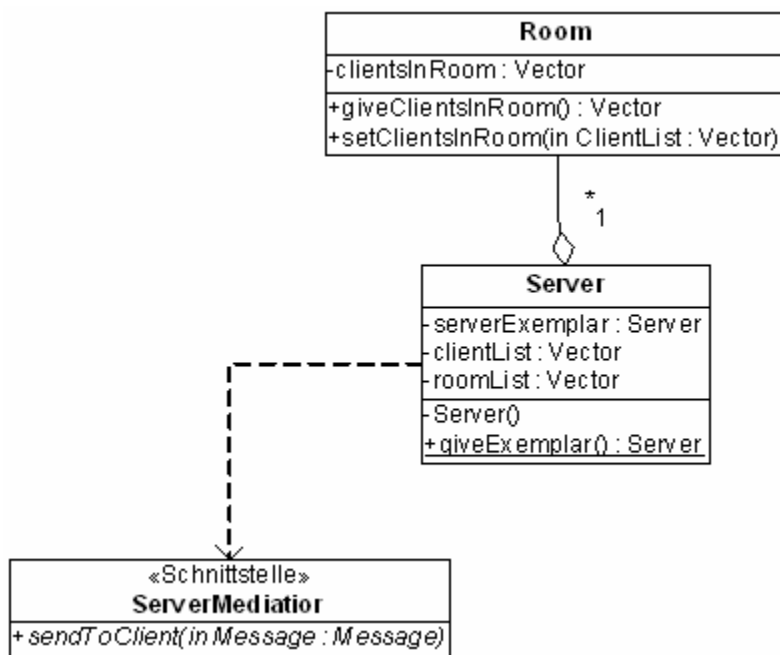 Room
-clientsInRoom : Vector
+giveClientsInRoom() : Vector
+setClientsInRoom(in ClientList : Vector)
*
1
Server
-serverExemplar : Server
-clientList : Vector
-roomList : Vector
-Server()
+giveExemplar() : Server
«Schnittstelle»
ServerMediatior
+sendToClient(in Message : Message)